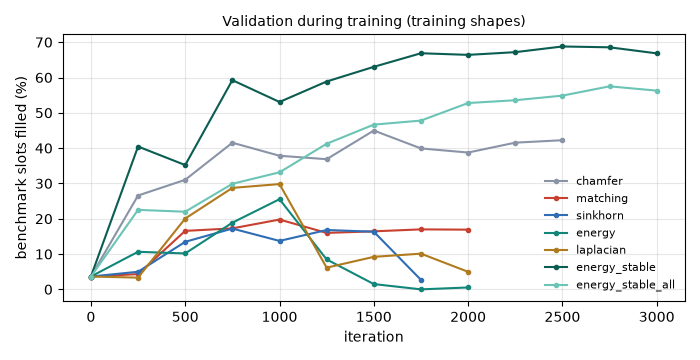 Validation during training (training shapes)
benchmark slots filled (%)
70
60
50
40
30
20
10
0
chamfer
matching
sinkhorn
energy
laplacian
energy_stable
energy_stable_all
0 500 1000 1500 2000 2500 3000
iteration